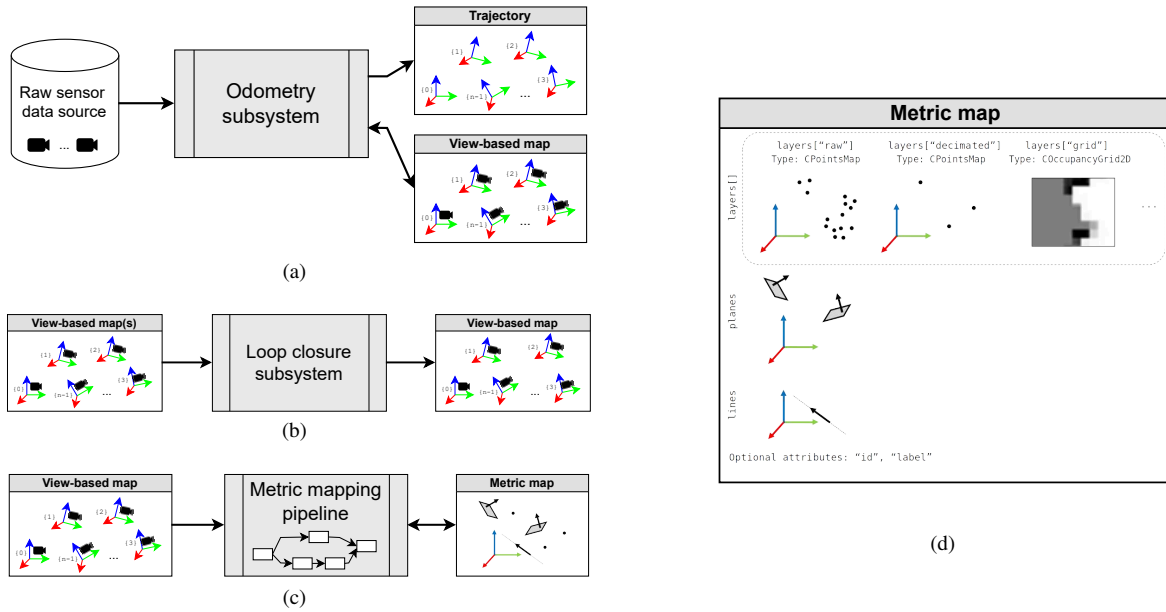 Raw sensor
data source
...
Odometry
subsystem
Trajectory
{1}
{2}
{0}
{n-1}
...
{3}
View-based map
{1}
{2}
{0}
{n-1}
...
{3}
(a)
View-based map(s)
{1}
{2}
{0}
{n-1}
...
{3}
Loop closure
subsystem
View-based map
{1}
{2}
{0}
{n-1}
...
{3}
(b)
View-based map
{1}
{2}
{0}
{n-1}
...
{3}
Metric mapping
pipeline
Metric map
(c)
Metric map
layers[]
layers["raw"]
Type: CPointsMap
layers["decimated"]
Type: CPointsMap
layers["grid"]
Type: COccupancyGrid2D
...
planes
lines
Optional attributes: “id”, “label”
(d)